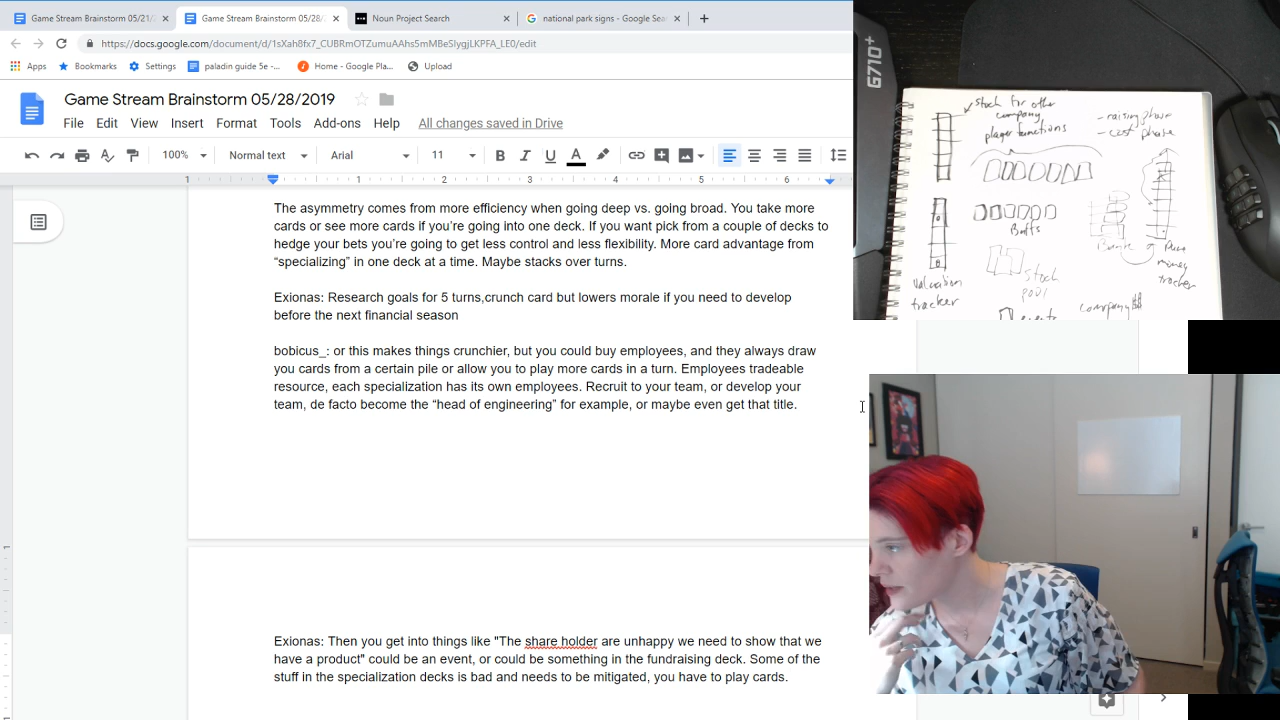 Game Stream Brainstorm 05/21/
Game Stream Brainstorm 05/28/
Noun Project Search
national park signs - Google Sea
https://docs.google.com/document/d/1sXah8fx7_CUBRmOTZumuAAhs5mMBeSlygjLKPFA_LE0/edit
Apps
Bookmarks
Settings
paladin guide 5e -...
Home - Google Pla...
Upload
Game Stream Brainstorm 05/28/2019
File Edit View Insert Format Tools Add-ons Help All changes saved in Drive
100% Normal text Arial 11 B I U A
1 1 2 3 4 5 6
The asymmetry comes from more efficiency when going deep vs. going broad. You take more
cards or see more cards if you're going into one deck. If you want pick from a couple of decks to
hedge your bets you're going to get less control and less flexibility. More card advantage from
“specializing” in one deck at a time. Maybe stacks over turns.
Exionas: Research goals for 5 turns,crunch card but lowers morale if you need to develop
before the next financial season
bobicus_: or this makes things crunchier, but you could buy employees, and they always draw
you cards from a certain pile or allow you to play more cards in a turn. Employees tradeable
resource, each specialization has its own employees. Recruit to your team, or develop your
team, de facto become the “head of engineering” for example, or maybe even get that title.
Exionas: Then you get into things like "The share holder are unhappy we need to show that we
have a product" could be an event, or could be something in the fundraising deck. Some of the
stuff in the specialization decks is bad and needs to be mitigated, you have to play cards.
G710+
stock for other
company
player functions
- raising phase
- cost phase
Buffs
valuation
tracker
stock
pool
money
tracker
events
company $$